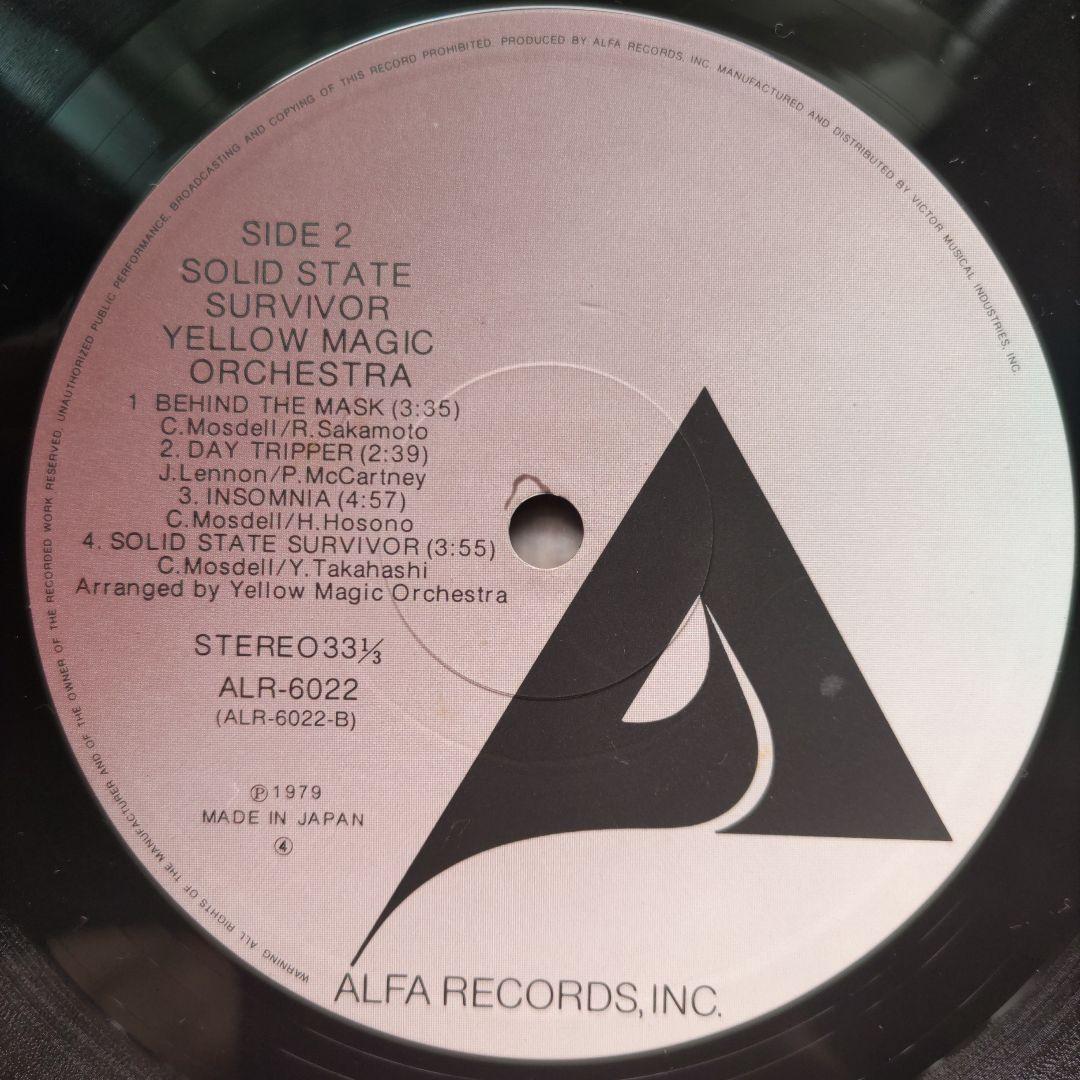 SIDE 2
SOLID STATE
SURVIVOR
YELLOW MAGIC
ORCHESTRA
1 BEHIND THE MASK (3:35)
C.Mosdell/R.Sakamoto
2. DAY TRIPPER (2:39)
J.Lennon/P.McCartney
3. INSOMNIA (4:57)
C.Mosdell/H.Hosono
4. SOLID STATE SURVIVOR (3:55)
C.Mosdell/Y.Takahashi
Arranged by Yellow Magic Orchestra
STEREO 33⅓
ALR-6022
(ALR-6022-B)
Ⓟ1979
MADE IN JAPAN
④
ALFA RECORDS, INC.
WARNING ALL RIGHTS OF THE MANUFACTURER AND OF THE OWNER OF THE RECORDED WORK RESERVED. UNAUTHORIZED PUBLIC PERFORMANCE, BROADCASTING AND COPYING OF THIS RECORD PROHIBITED. PRODUCED BY ALFA RECORDS, INC. MANUFACTURED AND DISTRIBUTED BY VICTOR MUSICAL INDUSTRIES, INC.